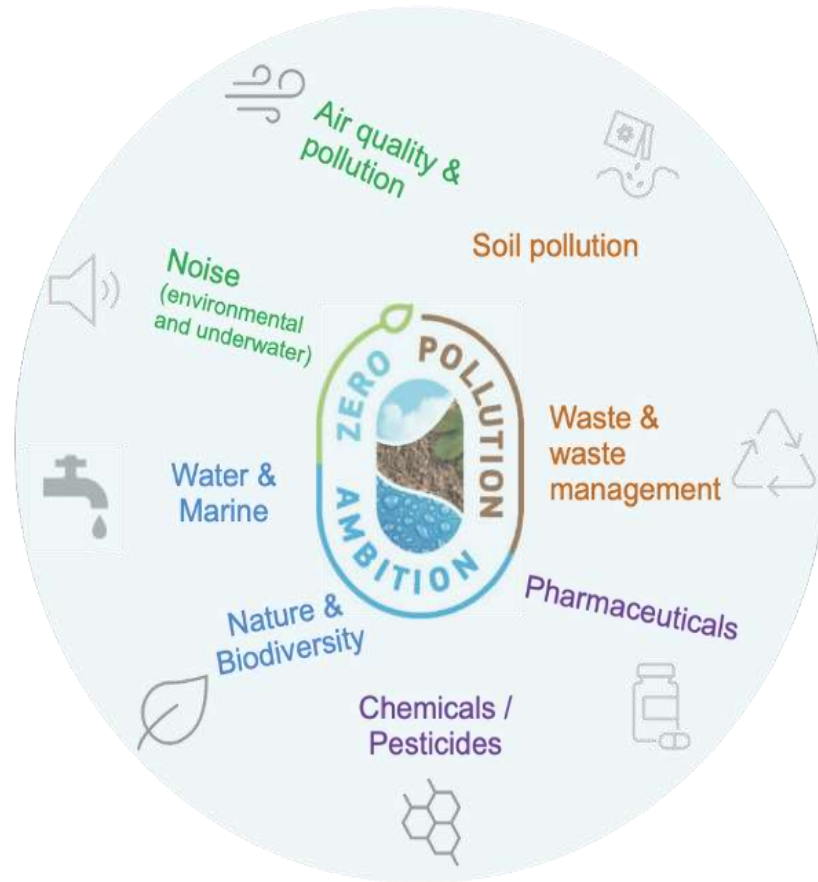 Air quality &
pollution
Soil pollution
Noise
(environmental
and underwater)
ZERO
POLLUTION
AMBITION
Waste &
waste
management
Water &
Marine
Pharmaceuticals
Nature &
Biodiversity
Chemicals /
Pesticides